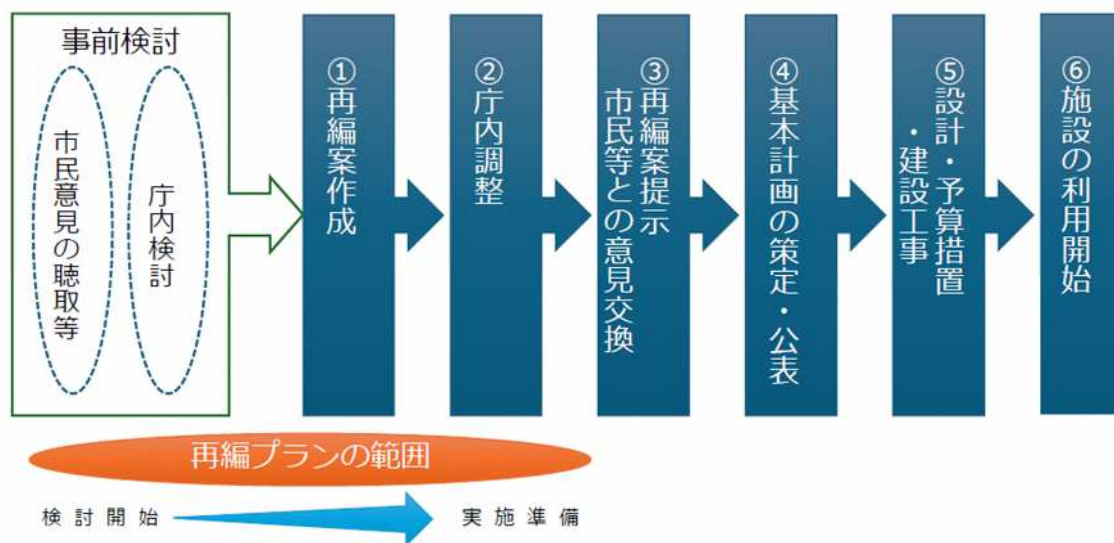 事前検討
市民意見の聴取等
庁内検討
①再編案作成
②庁内調整
③再編案提示
市民等との意見交換
④基本計画の策定・公表
⑤設計・予算措置
・建設工事
⑥施設の利用開始
再編プランの範囲
検討開始
実施準備